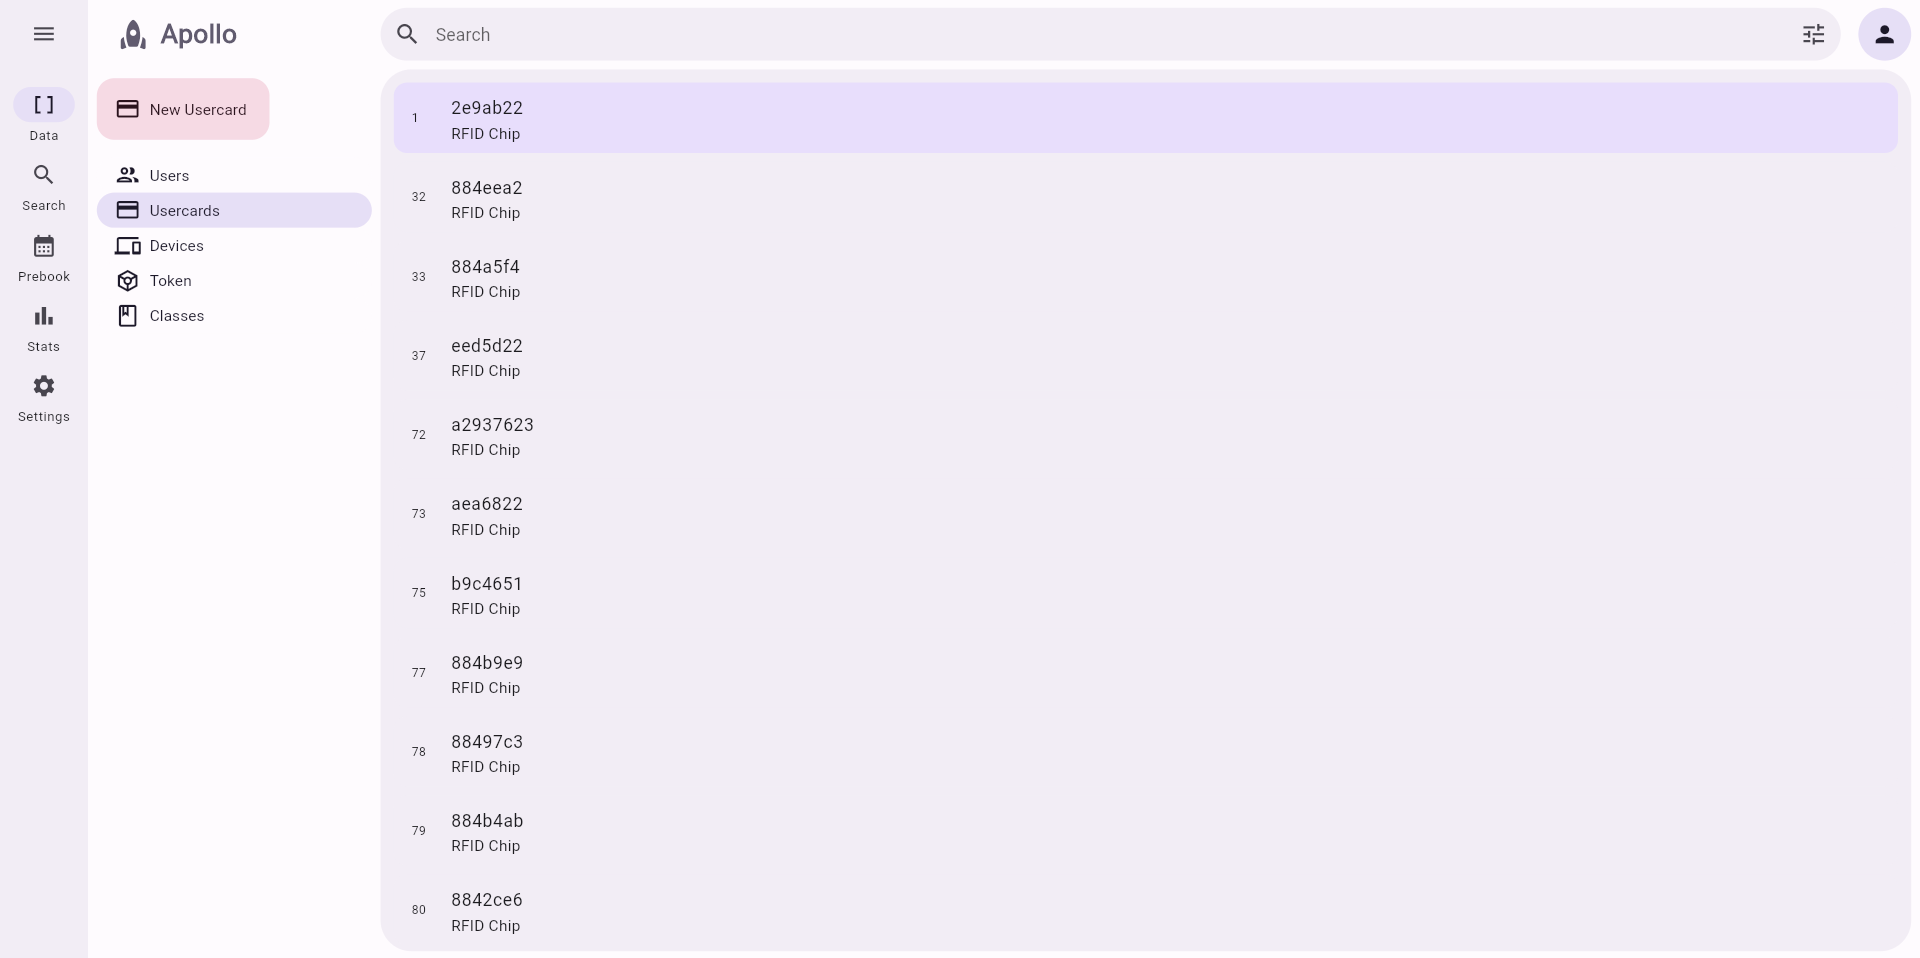 Apollo
Search
Data
Search
Prebook
Stats
Settings
New Usercard
Users
Usercards
Devices
Token
Classes
1
2e9ab22
RFID Chip
32
884eea2
RFID Chip
33
884a5f4
RFID Chip
37
eed5d22
RFID Chip
72
a2937623
RFID Chip
73
aea6822
RFID Chip
75
b9c4651
RFID Chip
77
884b9e9
RFID Chip
78
88497c3
RFID Chip
79
884b4ab
RFID Chip
80
8842ce6
RFID Chip